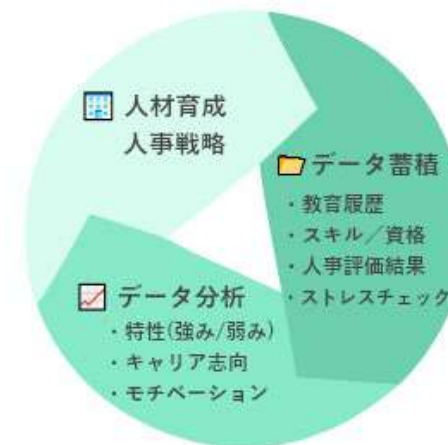 人材育成
人事戦略
データ蓄積
・教育履歴
・スキル／資格
・人事評価結果
・ストレスチェック
データ分析
・特性(強み/弱み)
・キャリア志向
・モチベーション